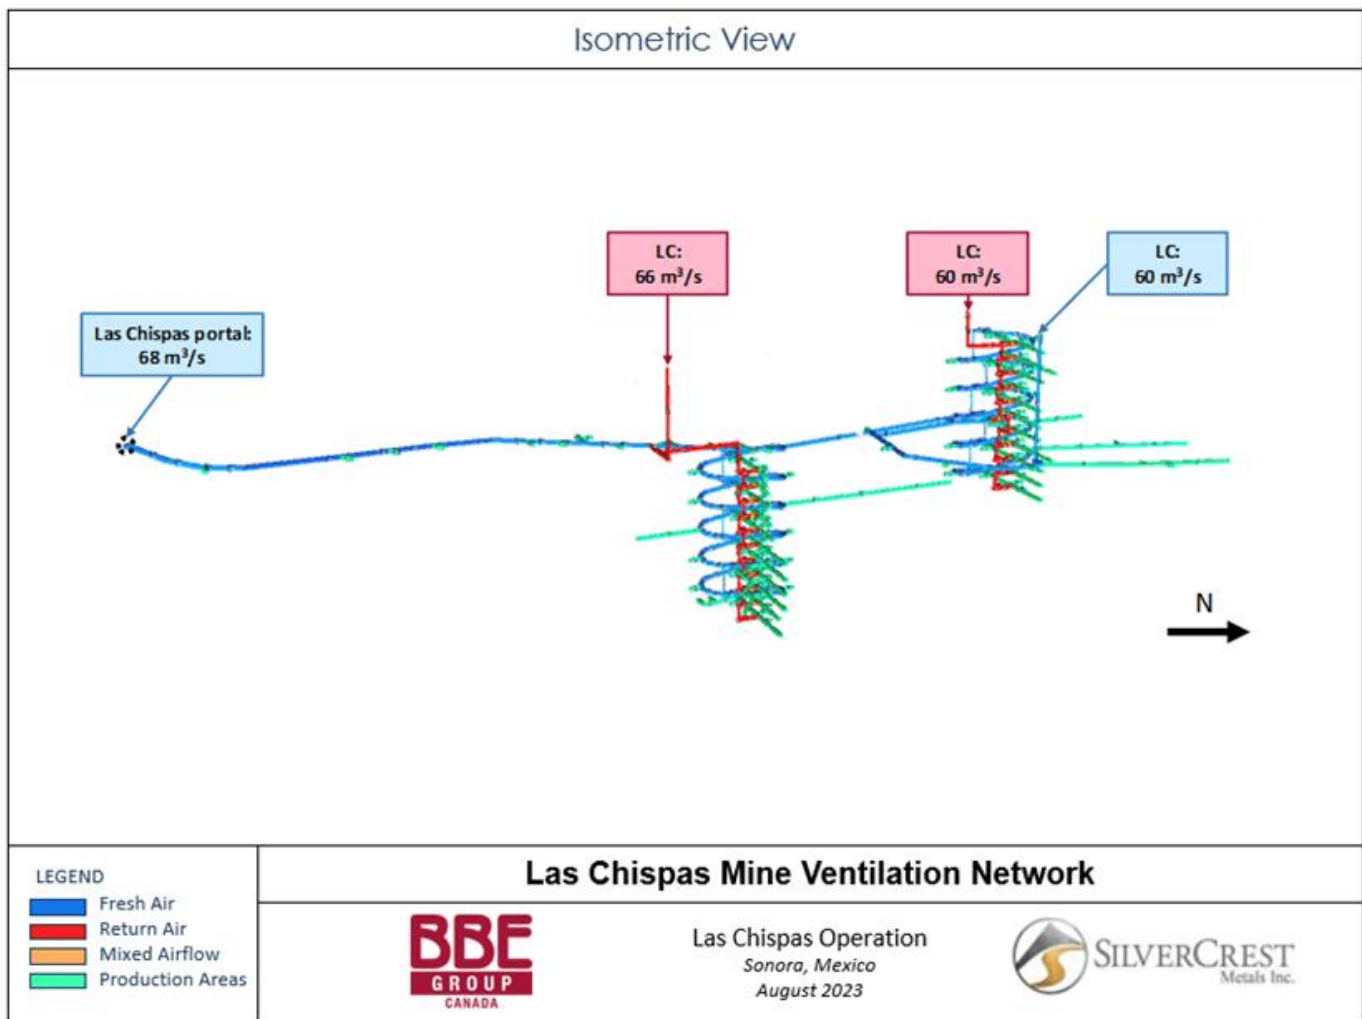 Isometric View
LC:
66 m³/s
LC:
60 m³/s
LC:
60 m³/s
Las Chispas portal:
68 m³/s
N
LEGEND
Fresh Air
Return Air
Mixed Airflow
Production Areas
Las Chispas Mine Ventilation Network
BBE
GROUP
CANADA
Las Chispas Operation
Sonora, Mexico
August 2023
SILVERCREST
Metals Inc.